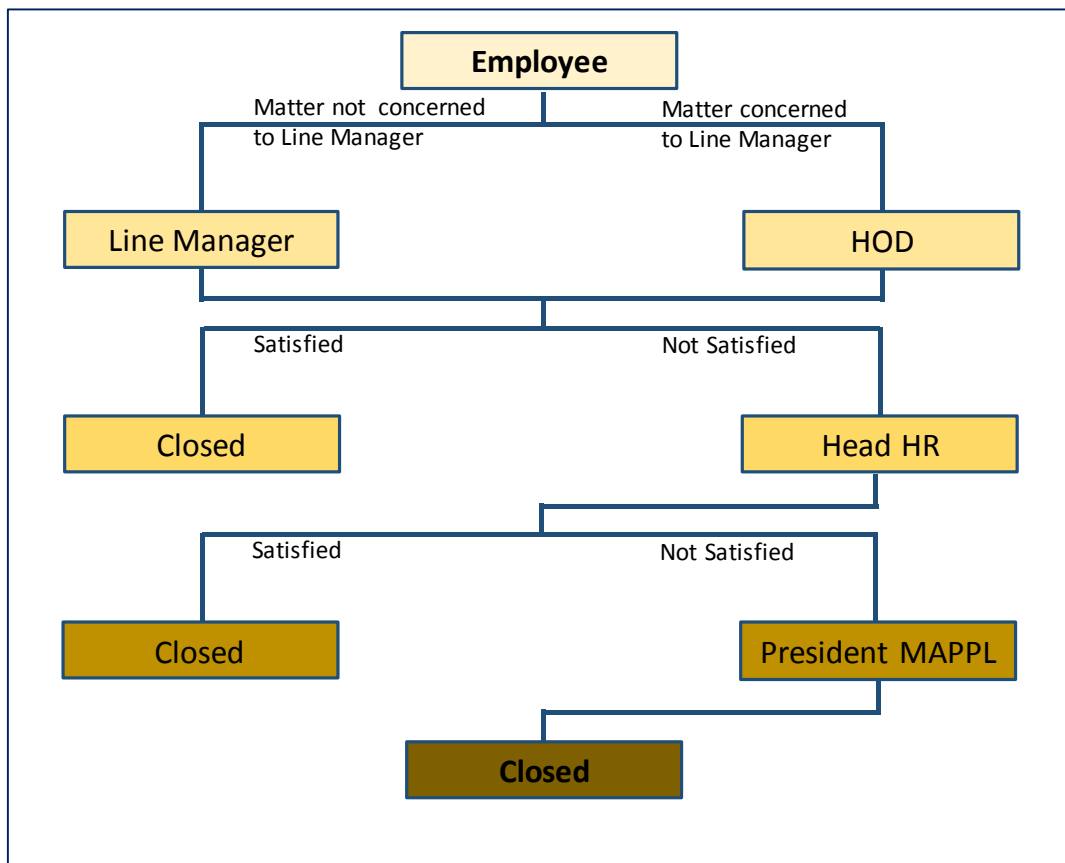 Employee
Matter not concerned
to Line Manager
Matter concerned
to Line Manager
Line Manager
HOD
Satisfied
Not Satisfied
Closed
Head HR
Satisfied
Not Satisfied
Closed
President MAPPL
Closed